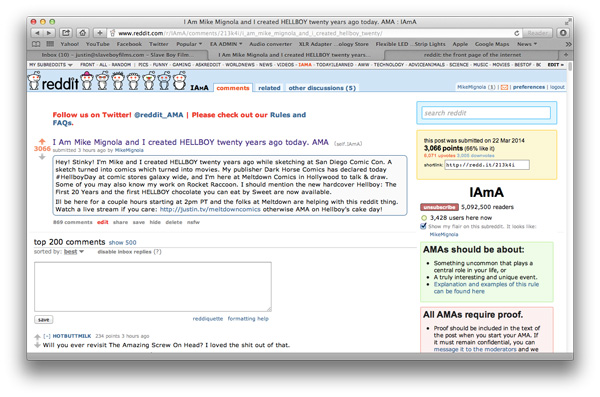 I Am Mike Mignola and I created HELLBOY twenty years ago today. AMA : IAmA
www.reddit.com/r/IAmA/comments/213k4i/i_am_mike_mignola_and_i_created_hellboy_twenty/
Reader
Yahoo! YouTube Facebook Twitter Popular EA ADMIN Audio converter XLR Adapter ...ology Store Flexible LED ...Strip Lights Apple Google Maps News
Inbox (10) – justin@slaveboyfilms.com – Slave Boy Film...
I Am Mike Mignola and I created HELLBOY twenty years...
reddit: the front page of the internet
MY SUBREDDITS FRONT - ALL - RANDOM | PICS - FUNNY - GAMING - ASKREDDIT - WORLDNEWS - NEWS - VIDEOS - IAMA - TODAYILEARNED - AWW - TECHNOLOGY - ADVICEANIMALS - SCIENCE - MUSIC - MOVIES - BESTOF EDIT »
reddit IAMA comments related other discussions (5)
MikeMignola (1) | preferences | logout
Follow us on Twitter! @reddit_AMA | Please check out our Rules and
FAQs.
3066
I Am Mike Mignola and I created HELLBOY twenty years ago today. AMA (self.IAmA)
submitted 3 hours ago by MikeMignola
Hey! Stinky! I'm Mike and I created HELLBOY twenty years ago while sketching at San Diego Comic Con. A
sketch turned into comics which turned into movies. My publisher Dark Horse Comics has declared today
#HellboyDay at comic stores galaxy wide, and I'm here at Meltdown Comics in Hollywood to talk & draw.
Some of you may also know my work on Rocket Raccoon. I should mention the new hardcover Hellboy: The
First 20 Years and the first HELLBOY chocolate you can eat by Sweet are now available.
Ill be here for a couple hours starting at 2pm PT and the folks at Meltdown are helping with this reddit thing.
Watch a live stream if you care: http://justin.tv/meltdowncomics otherwise AMA on Hellboy's cake day!
869 comments edit share save hide delete nsfw
top 200 comments show 500
sorted by: best disable inbox replies (?)
save
reddiquette formatting help
[–] HOTBUTTMILK 234 points 3 hours ago
Will you ever revisit The Amazing Screw On Head? I loved the shit out of that.
search reddit
this post was submitted on 22 Mar 2014
3,066 points (66% like it)
6,071 upvotes 3,005 downvotes
shortlink: http://redd.it/213k4i
IAmA
unsubscribe 5,092,500 readers
3,428 users here now
Show my flair on this subreddit. It looks like:
MikeMignola
AMAs should be about:
Something uncommon that plays a
central role in your life, or
A truly interesting and unique event.
Explanation and examples of this rule
can be found here
All AMAs require proof.
Proof should be included in the text of
the post when you start your AMA. If
it must remain confidential, you can
message it to the moderators and we